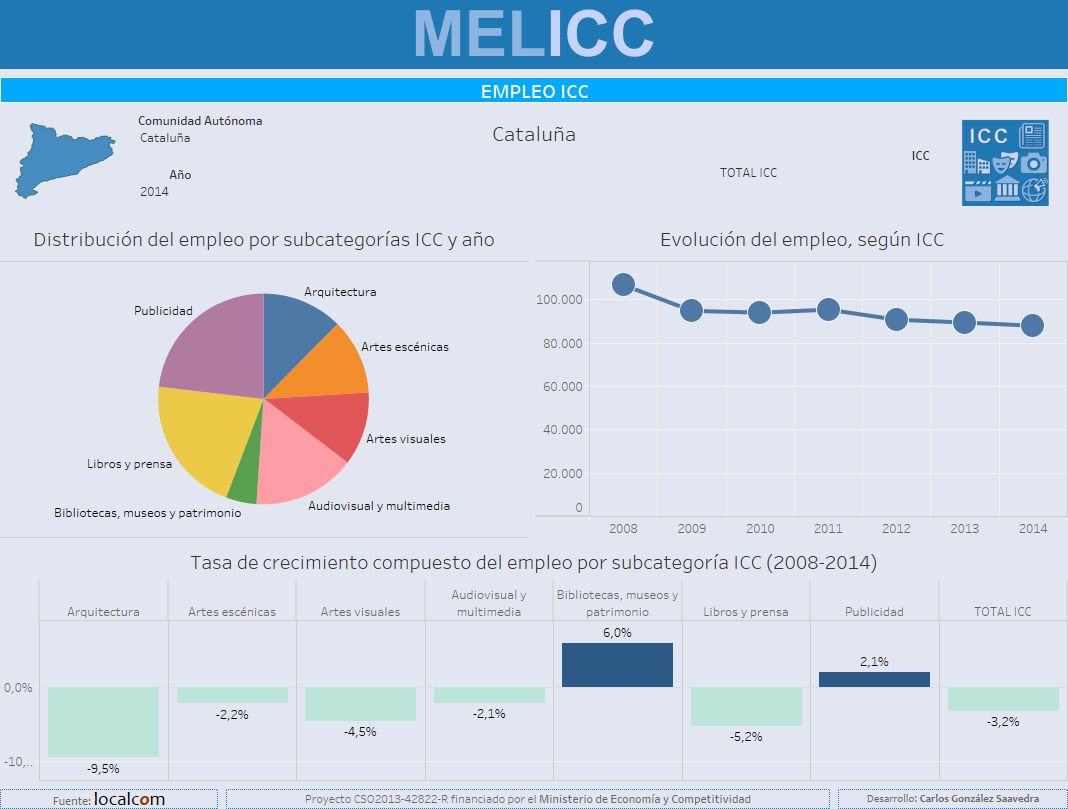 MELICC
EMPLEO ICC
Comunidad Autónoma
Cataluña
Año
2014
Cataluña
TOTAL ICC
ICC
ICC
Distribución del empleo por subcategorías ICC y año
Arquitectura
Publicidad
Artes escénicas
Artes visuales
Libros y prensa
Audiovisual y multimedia
Bibliotecas, museos y patrimonio
Evolución del empleo, según ICC
100.000
80.000
60.000
40.000
20.000
0
2008 2009 2010 2011 2012 2013 2014
Tasa de crecimiento compuesto del empleo por subcategoría ICC (2008-2014)
Arquitectura
Artes escénicas
Artes visuales
Audiovisual y
multimedia
Bibliotecas, museos y
patrimonio
Libros y prensa
Publicidad
TOTAL ICC
0,0%
-10,..
-9,5%
-2,2%
-4,5%
-2,1%
6,0%
-5,2%
2,1%
-3,2%
Fuente: localcom
Proyecto CSO2013-42822-R financiado por el Ministerio de Economía y Competitividad
Desarrollo: Carlos González Saavedra